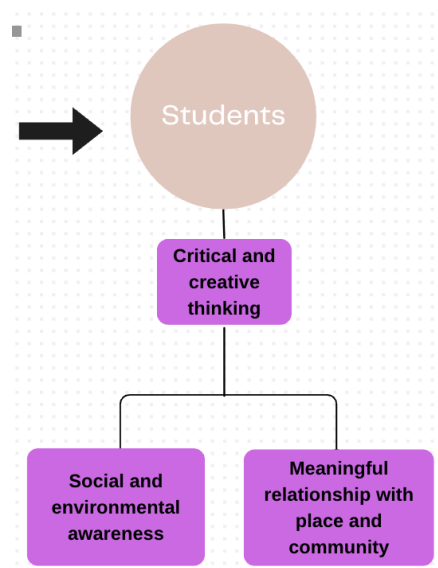 Students
Critical and
creative
thinking
Social and
environmental
awareness
Meaningful
relationship with
place and
community